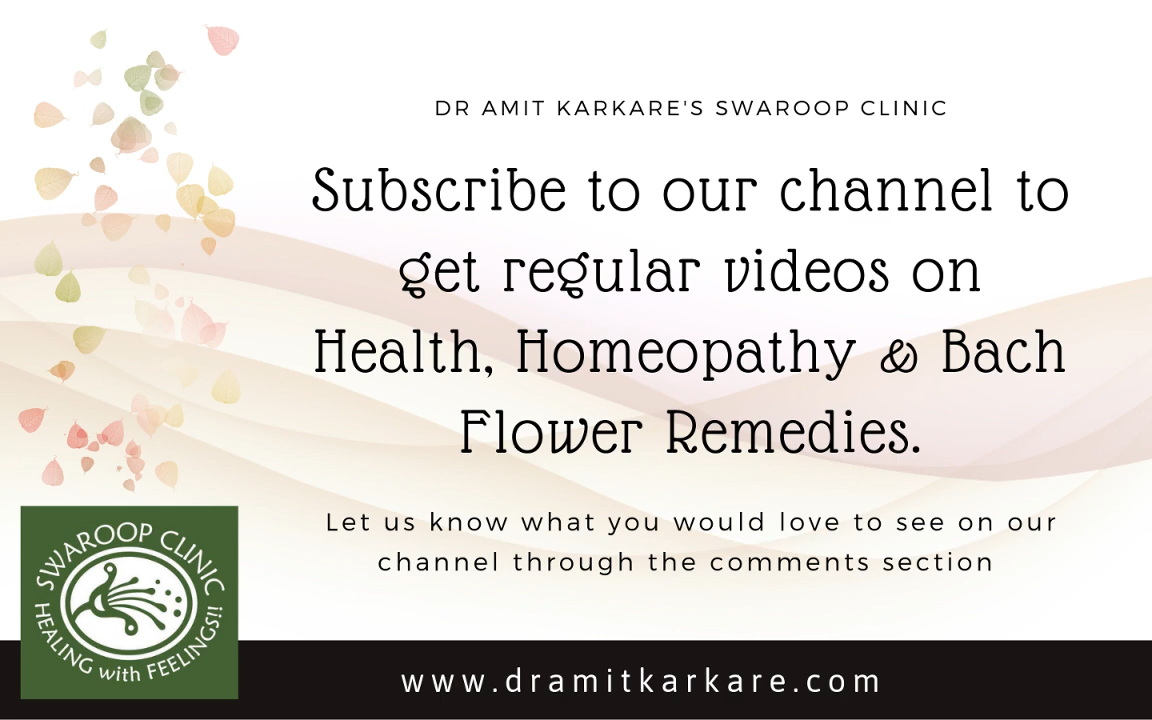 DR AMIT KARKARE'S SWAROOP CLINIC
Subscribe to our channel to
get regular videos on
Health, Homeopathy & Bach
Flower Remedies.
Let us know what you would love to see on our
channel through the comments section
SWAROOP CLINIC
HEALING with FEELINGS!!
www.dramitkarkare.com